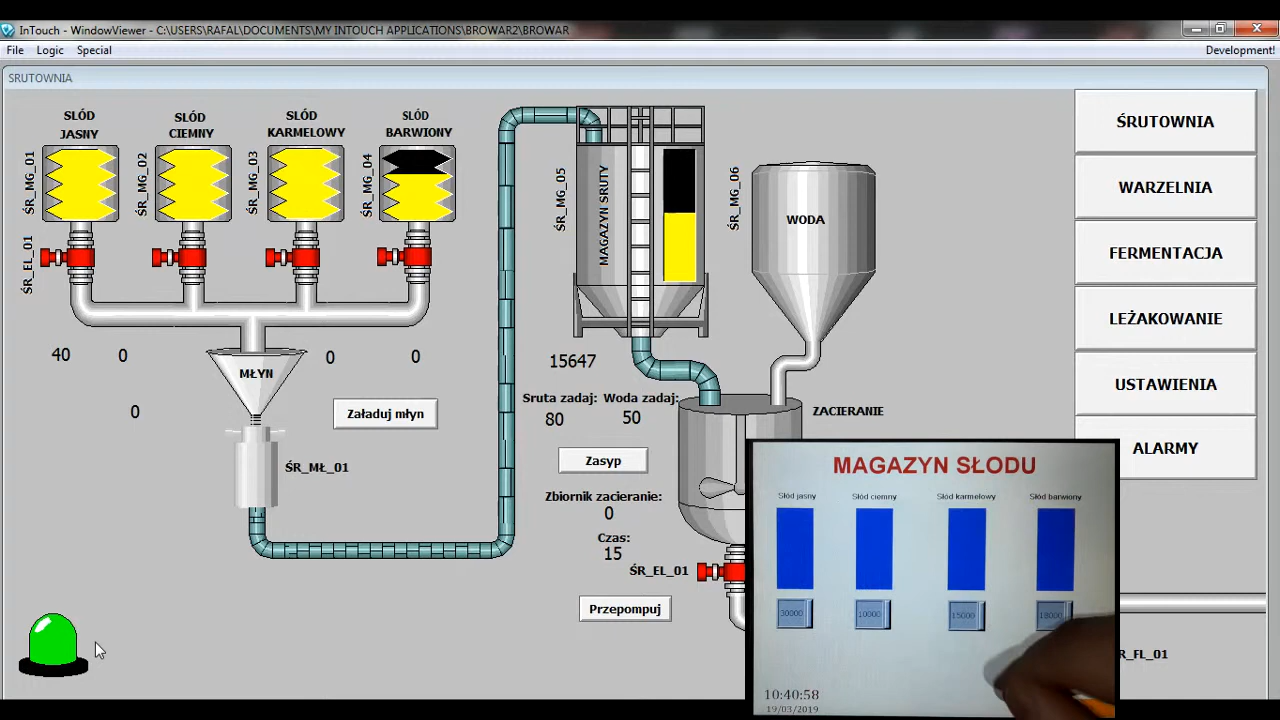 InTouch - WindowViewer - C:\USERS\RAFAL\DOCUMENTS\MY INTOUCH APPLICATIONS\BROWAR2\BROWAR
File Logic Special
Development!
SRUTOWNIA
SŁÓD
JASNY
SŁÓD
CIEMNY
SŁÓD
KARMELOWY
SŁÓD
BARWIONY
ŚR_MG_01
ŚR_MG_02
ŚR_MG_03
ŚR_MG_04
ŚR_EL_01
40
0
0
0
MŁYN
0
Załaduj młyn
ŚR_MŁ_01
ŚR_MG_05
MAGAZYN SRUTY
ŚR_MG_06
WODA
15647
Sruta zadaj: Woda zadaj:
80 50
Zasyp
ZACIERANIE
Zbiornik zacieranie:
0
Czas:
15
ŚR_EL_01
Przepompuj
ŚRUTOWNIA
WARZELNIA
FERMENTACJA
LEŻAKOWANIE
USTAWIENIA
ALARMY
MAGAZYN SŁODU
Słód jasny Słód ciemny Słód karmelowy Słód barwiony
30000 10000 15000 18000
10:40:58
19/03/2019
R_FL_01